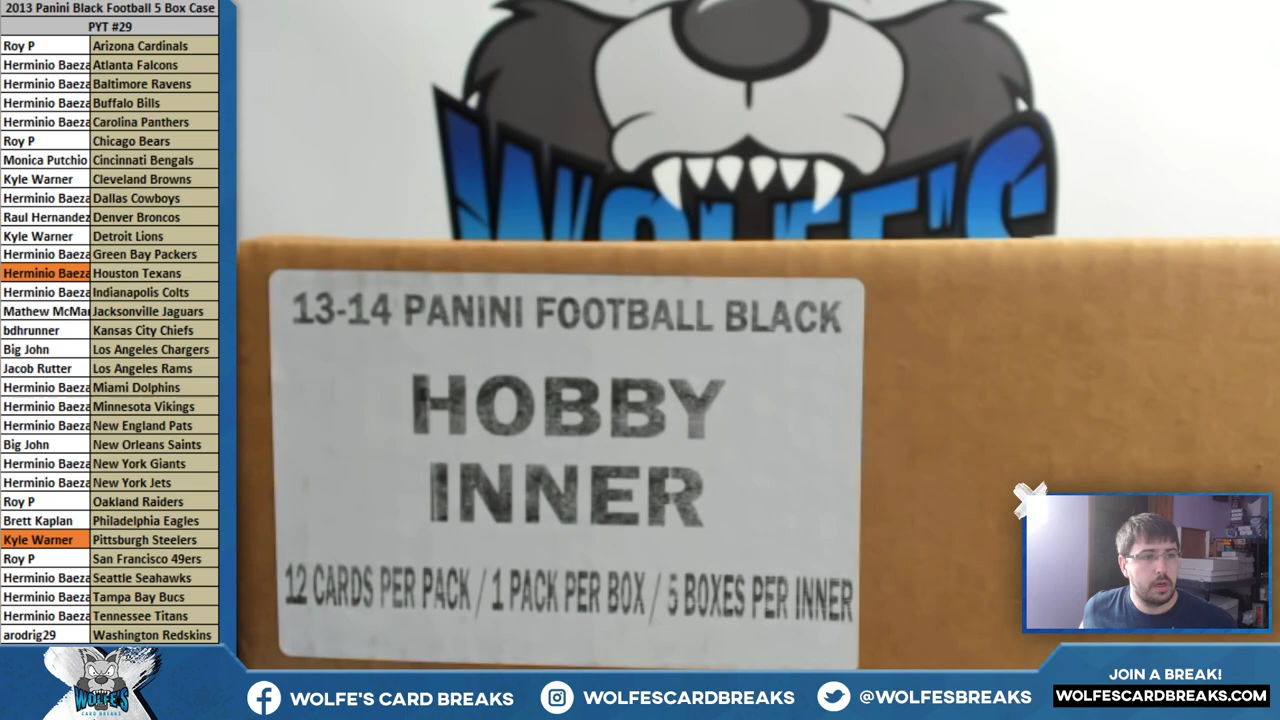 2013 Panini Black Football 5 Box Case
PYT #29
Roy P Arizona Cardinals
Herminio Baeza Atlanta Falcons
Herminio Baeza Baltimore Ravens
Herminio Baeza Buffalo Bills
Herminio Baeza Carolina Panthers
Roy P Chicago Bears
Monica Putchio Cincinnati Bengals
Kyle Warner Cleveland Browns
Herminio Baeza Dallas Cowboys
Raul Hernandez Denver Broncos
Kyle Warner Detroit Lions
Herminio Baeza Green Bay Packers
Herminio Baeza Houston Texans
Herminio Baeza Indianapolis Colts
Mathew McMar Jacksonville Jaguars
bdhrunner Kansas City Chiefs
Big John Los Angeles Chargers
Jacob Rutter Los Angeles Rams
Herminio Baeza Miami Dolphins
Herminio Baeza Minnesota Vikings
Herminio Baeza New England Pats
Big John New Orleans Saints
Herminio Baeza New York Giants
Herminio Baeza New York Jets
Roy P Oakland Raiders
Brett Kaplan Philadelphia Eagles
Kyle Warner Pittsburgh Steelers
Roy P San Francisco 49ers
Herminio Baeza Seattle Seahawks
Herminio Baeza Tampa Bay Bucs
Herminio Baeza Tennessee Titans
arodrig29 Washington Redskins
WOLFE'S
13-14 PANINI FOOTBALL BLACK
HOBBY
INNER
12 CARDS PER PACK / 1 PACK PER BOX / 5 BOXES PER INNER
WOLFE'S
CARD BREAKS
WOLFE'S CARD BREAKS
WOLFESCARDBREAKS
@WOLFESBREAKS
JOIN A BREAK!
WOLFESCARDBREAKS.COM